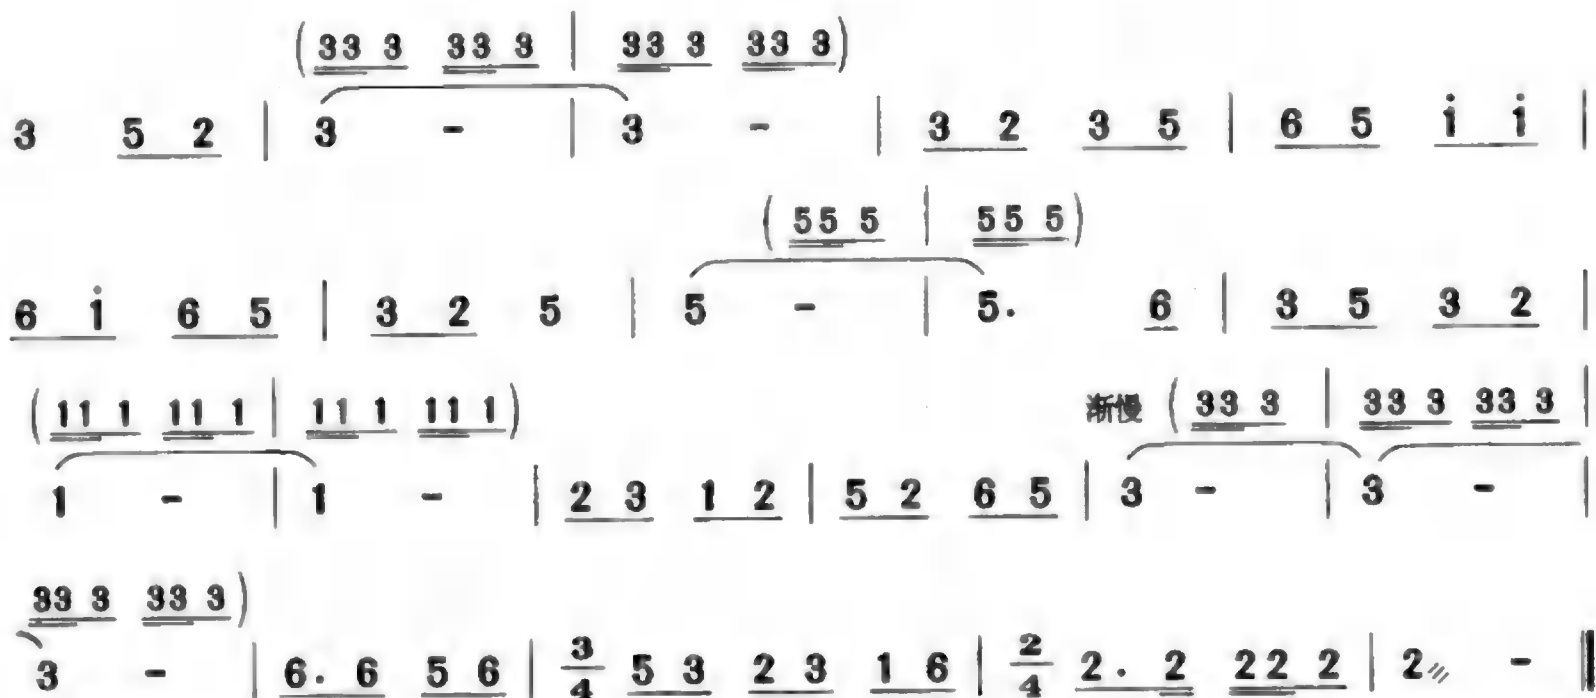 (33 3 33 3 | 33 3 33 3)
3 5 2 | 3 - | 3 - | 3 2 3 5 | 6 5 i i |
(55 5 | 55 5)
6 i 6 5 | 3 2 5 | 5 - | 5. 6 | 3 5 3 2 |
(11 1 11 1 | 11 1 11 1) 渐慢 (33 3 | 33 3 33 3 |
1 - | 1 - | 2 3 1 2 | 5 2 6 5 | 3 - | 3 - |
33 3 33 3)
3 - | 6. 6 5 6 | 3/4 5 3 2 3 1 6 | 2/4 2. 2 22 2 | 2 - ‖